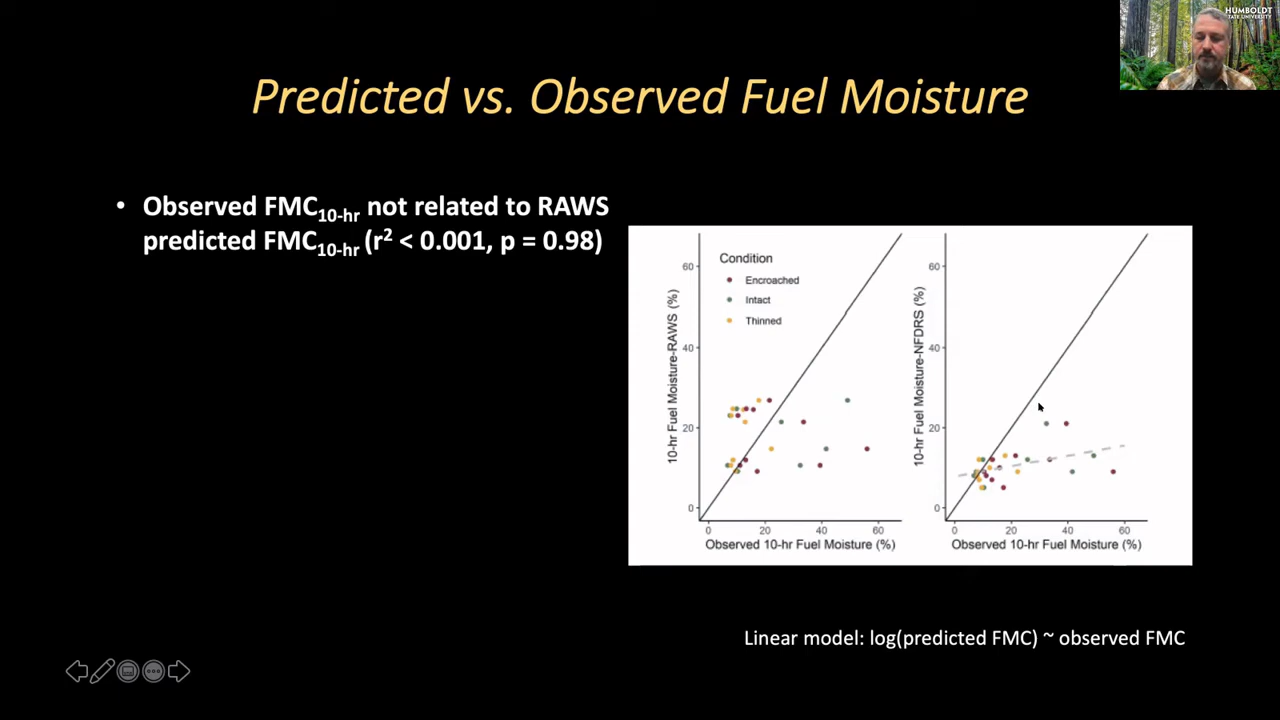 HUMBOLDT
TATE UNIVERSITY
Predicted vs. Observed Fuel Moisture
• Observed FMC10-hr not related to RAWS
predicted FMC10-hr (r2 < 0.001, p = 0.98)
Condition
Encroached
Intact
Thinned
10-hr Fuel Moisture-RAWS (%)
60
40
20
0
0 20 40 60
Observed 10-hr Fuel Moisture (%)
10-hr Fuel Moisture-NFDRS (%)
60
40
20
0
0 20 40 60
Observed 10-hr Fuel Moisture (%)
Linear model: log(predicted FMC) ~ observed FMC